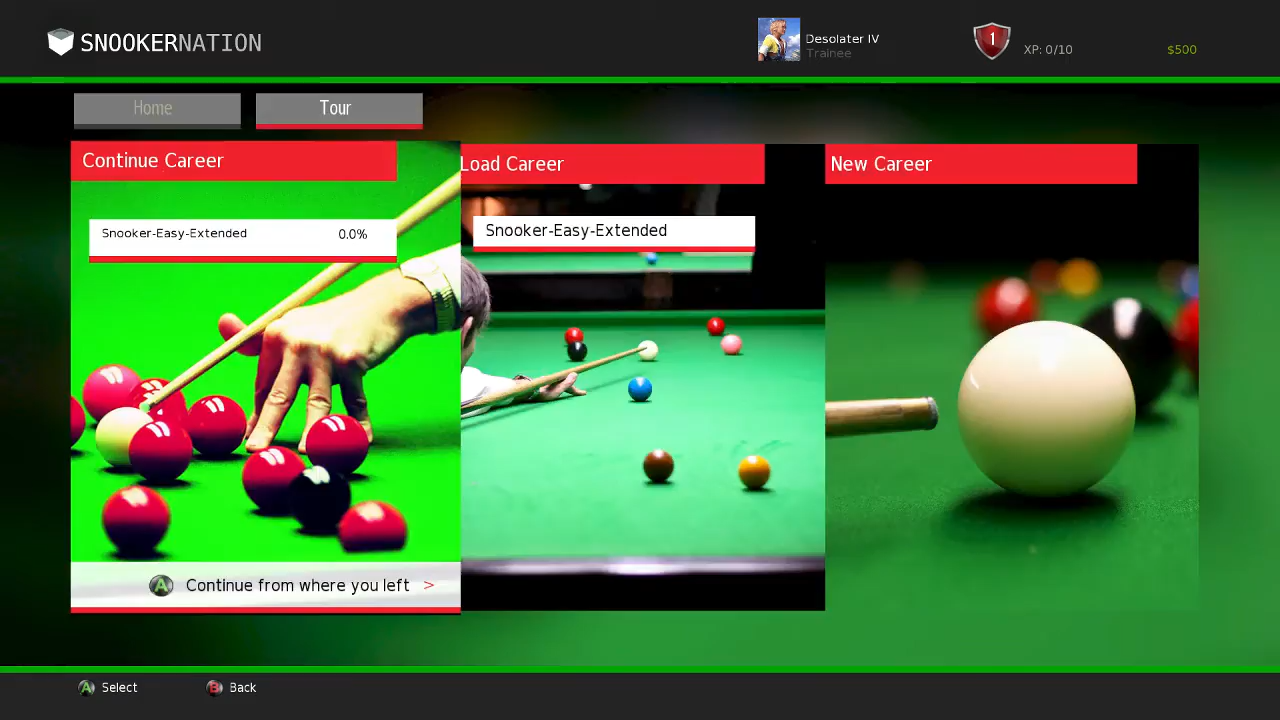 SNOOKERNATION
Desolater IV
Trainee
1
XP: 0/10
$500
Home
Tour
Continue Career
Snooker-Easy-Extended
0.0%
Load Career
Snooker-Easy-Extended
New Career
A Continue from where you left >
A Select
B Back